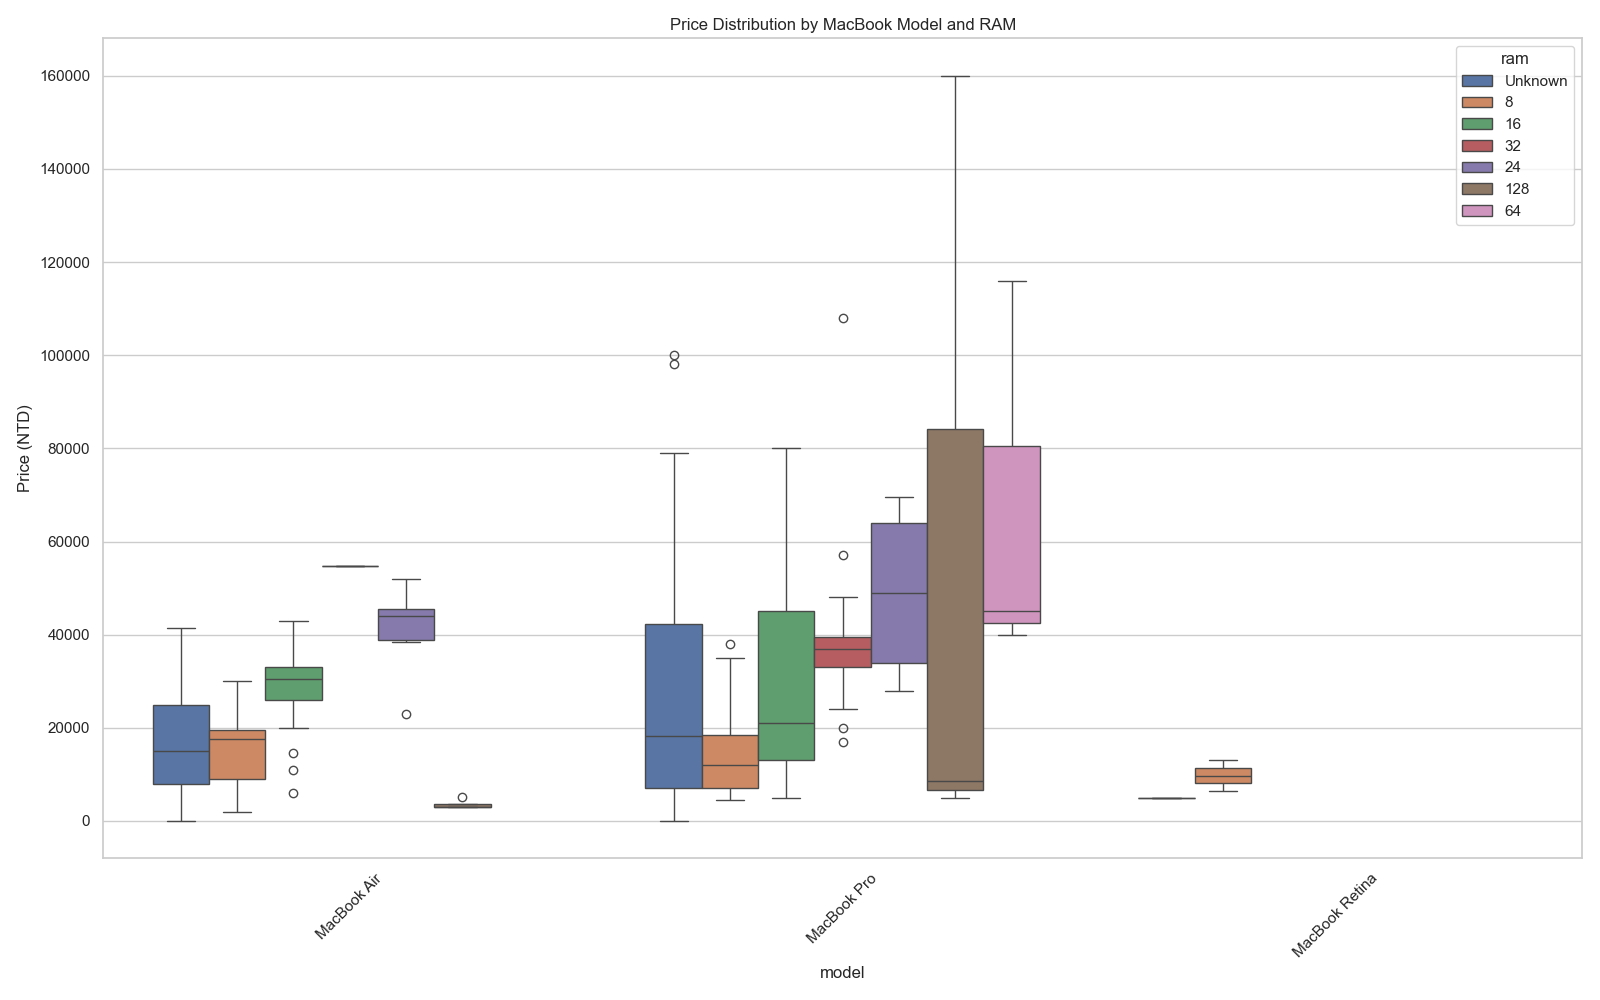 Price Distribution by MacBook Model and RAM
ram
Unknown
8
16
32
24
128
64
160000
140000
120000
100000
80000
60000
40000
20000
0
Price (NTD)
MacBook Air
MacBook Pro
MacBook Retina
model